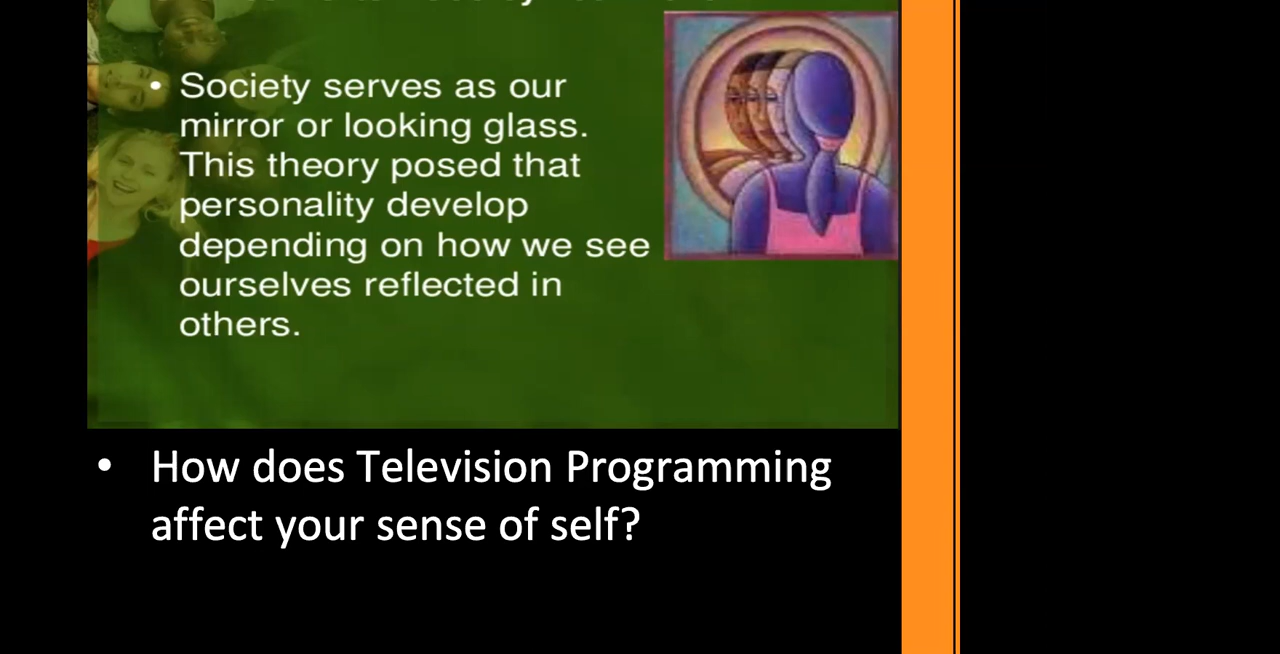 • Society serves as our
mirror or looking glass.
This theory posed that
personality develop
depending on how we see
ourselves reflected in
others.
• How does Television Programming
affect your sense of self?